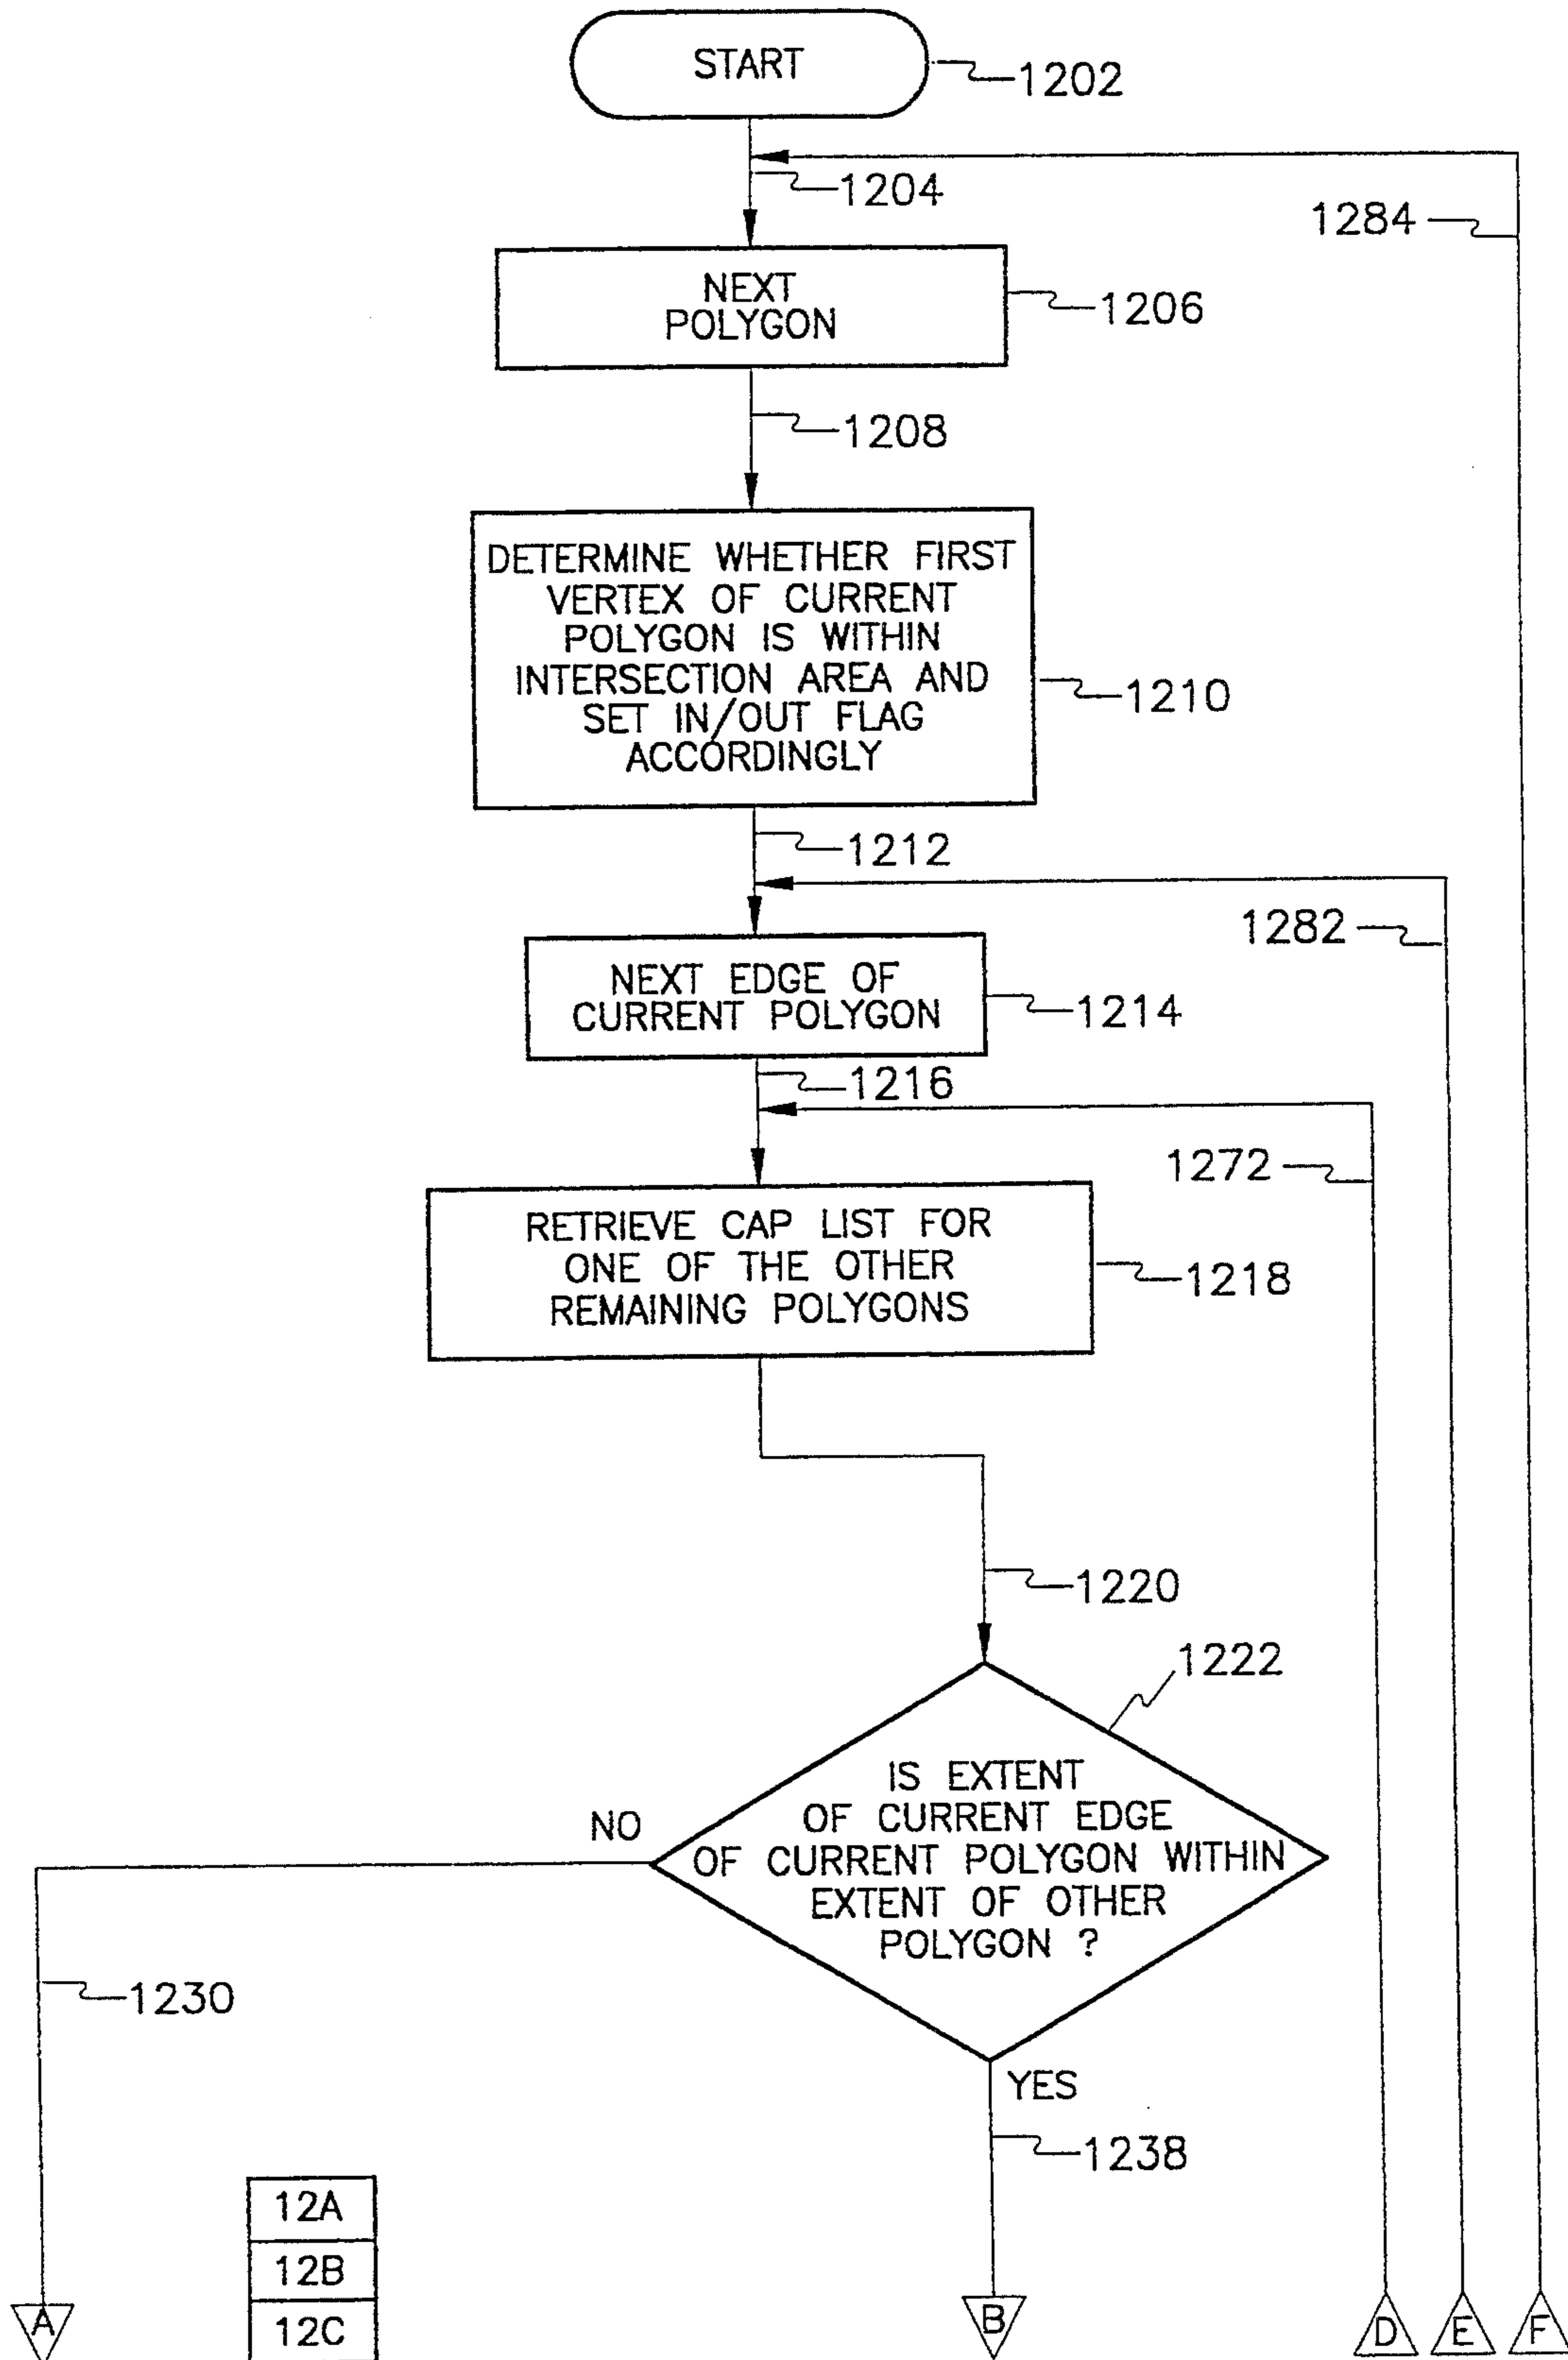 START
1202
1204
1284
NEXT
POLYGON
1206
1208
DETERMINE WHETHER FIRST
VERTEX OF CURRENT
POLYGON IS WITHIN
INTERSECTION AREA AND
SET IN/OUT FLAG
ACCORDINGLY
1210
1212
1282
NEXT EDGE OF
CURRENT POLYGON
1214
1216
1272
RETRIEVE CAP LIST FOR
ONE OF THE OTHER
REMAINING POLYGONS
1218
1220
1222
IS EXTENT
OF CURRENT EDGE
OF CURRENT POLYGON WITHIN
EXTENT OF OTHER
POLYGON ?
NO
1230
YES
1238
12A
12B
12C
A
B
D
E
F